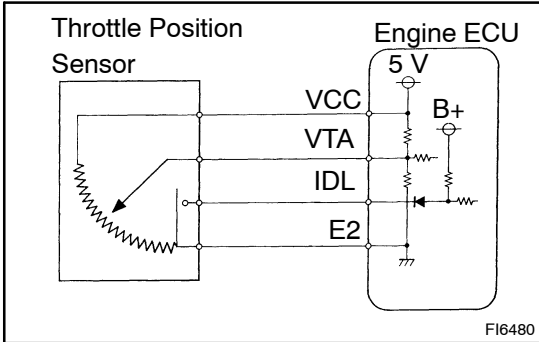 Throttle Position
Sensor
Engine ECU
5 V
B+
VCC
VTA
IDL
E2
FI6480